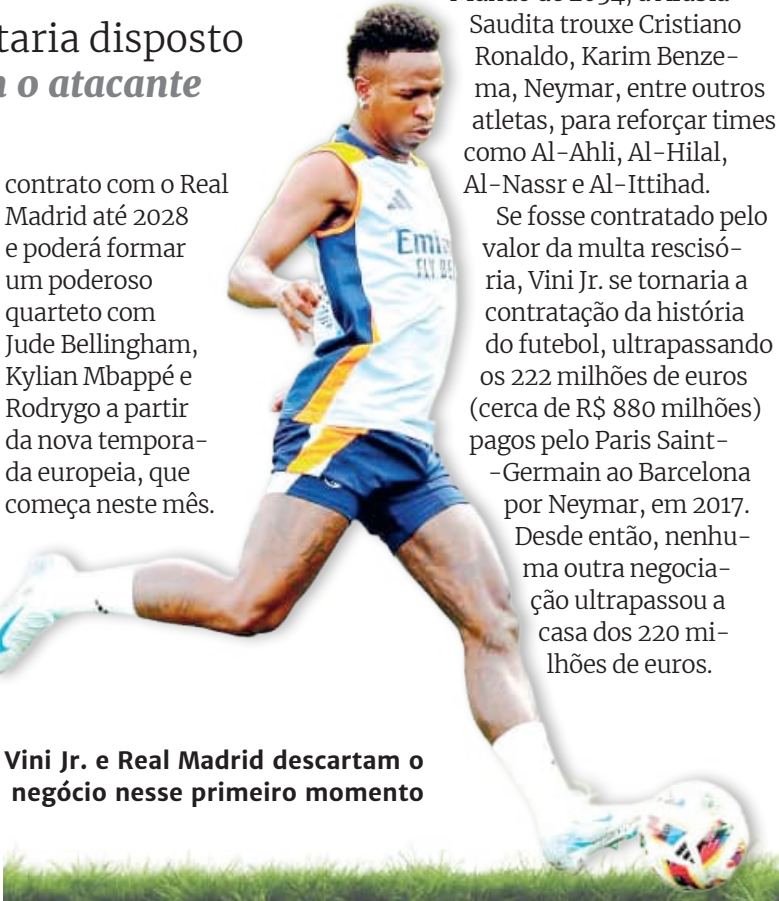 taria disposto
o atacante
contrato com o Real
Madrid até 2028
e poderá formar
um poderoso
quarteto com
Jude Bellingham,
Kylian Mbappé e
Rodrygo a partir
da nova tempora-
da europeia, que
começa neste mês.
Saudita trouxe Cristiano
Ronaldo, Karim Benze-
ma, Neymar, entre outros
atletas, para reforçar times
como Al-Ahli, Al-Hilal,
Al-Nassr e Al-Ittihad.
Se fosse contratado pelo
valor da multa rescisó-
ria, Vini Jr. se tornaria a
contratação da história
do futebol, ultrapassando
os 222 milhões de euros
(cerca de R$ 880 milhões)
pagos pelo Paris Saint-
-Germain ao Barcelona
por Neymar, em 2017.
Desde então, nenhu-
ma outra negocia-
ção ultrapassou a
casa dos 220 mi-
lhões de euros.
Emi
FLY BE
Vini Jr. e Real Madrid descartam o
negócio nesse primeiro momento